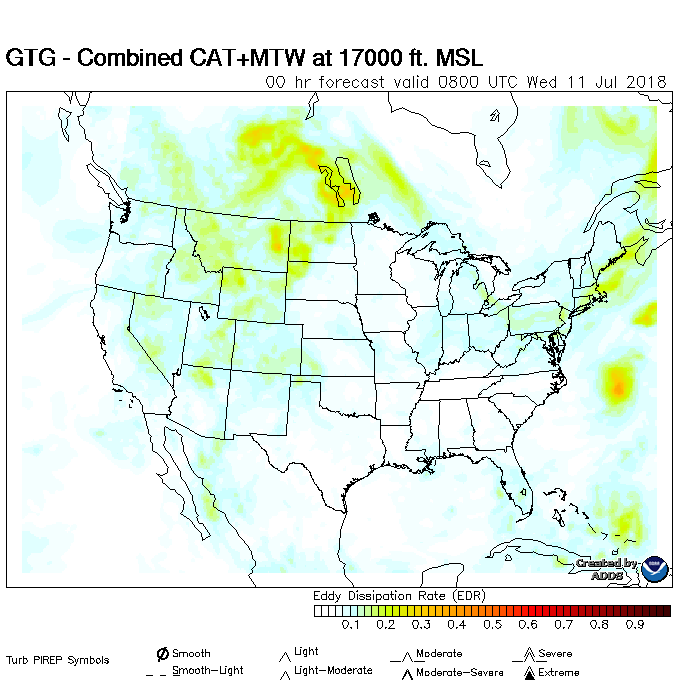 GTG - Combined CAT+MTW at 17000 ft. MSL
00 hr forecast valid 0800 UTC Wed 11 Jul 2018
Created by
ADDS
Eddy Dissipation Rate (EDR)
0.1 0.2 0.3 0.4 0.5 0.6 0.7 0.8 0.9
Turb PIREP Symbols
Smooth Light Moderate Severe
Smooth-Light Light-Moderate Moderate-Severe Extreme